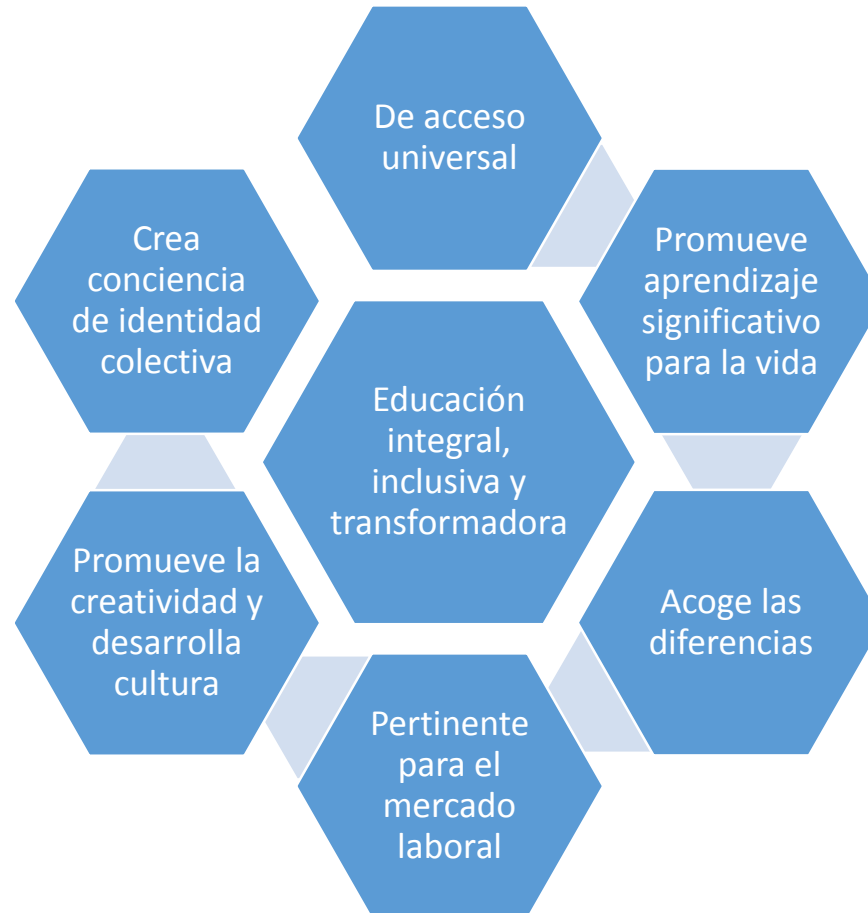 De acceso
universal
Promueve
aprendizaje
significativo
para la vida
Acoge las
diferencias
Pertinente
para el
mercado
laboral
Promueve la
creatividad y
desarrolla
cultura
Crea
conciencia
de identidad
colectiva
Educación
integral,
inclusiva y
transformadora